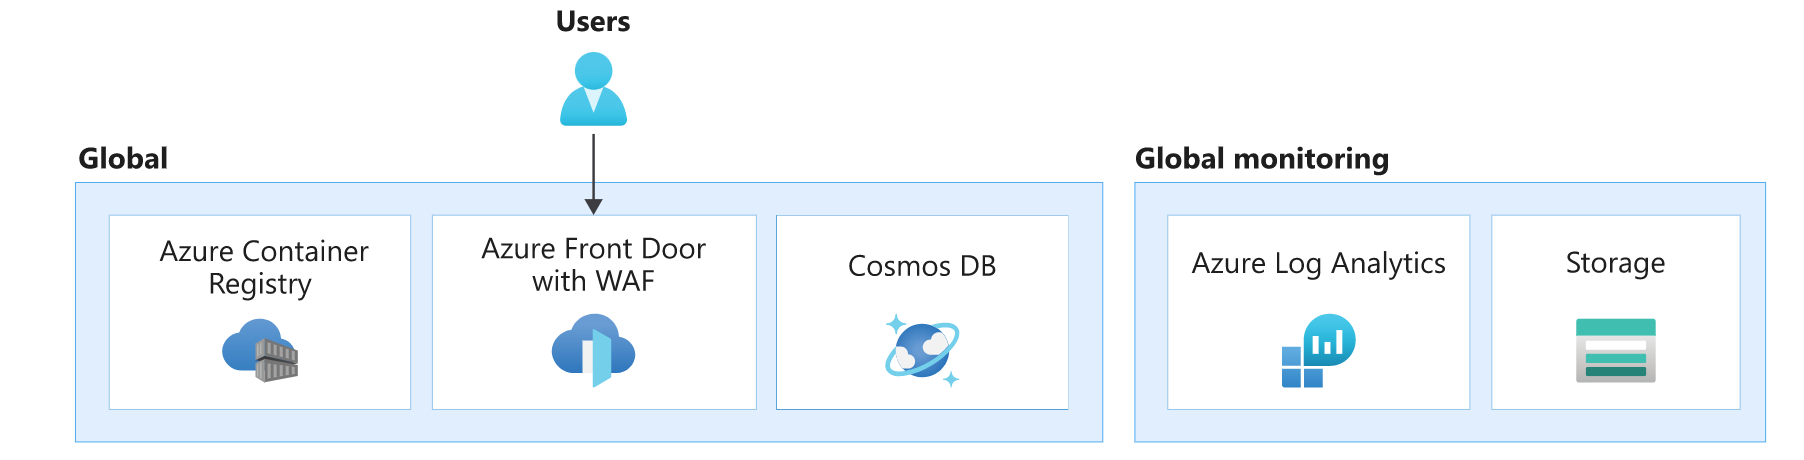 Users
Global
Azure Container
Registry
Azure Front Door
with WAF
Cosmos DB
Global monitoring
Azure Log Analytics
Storage